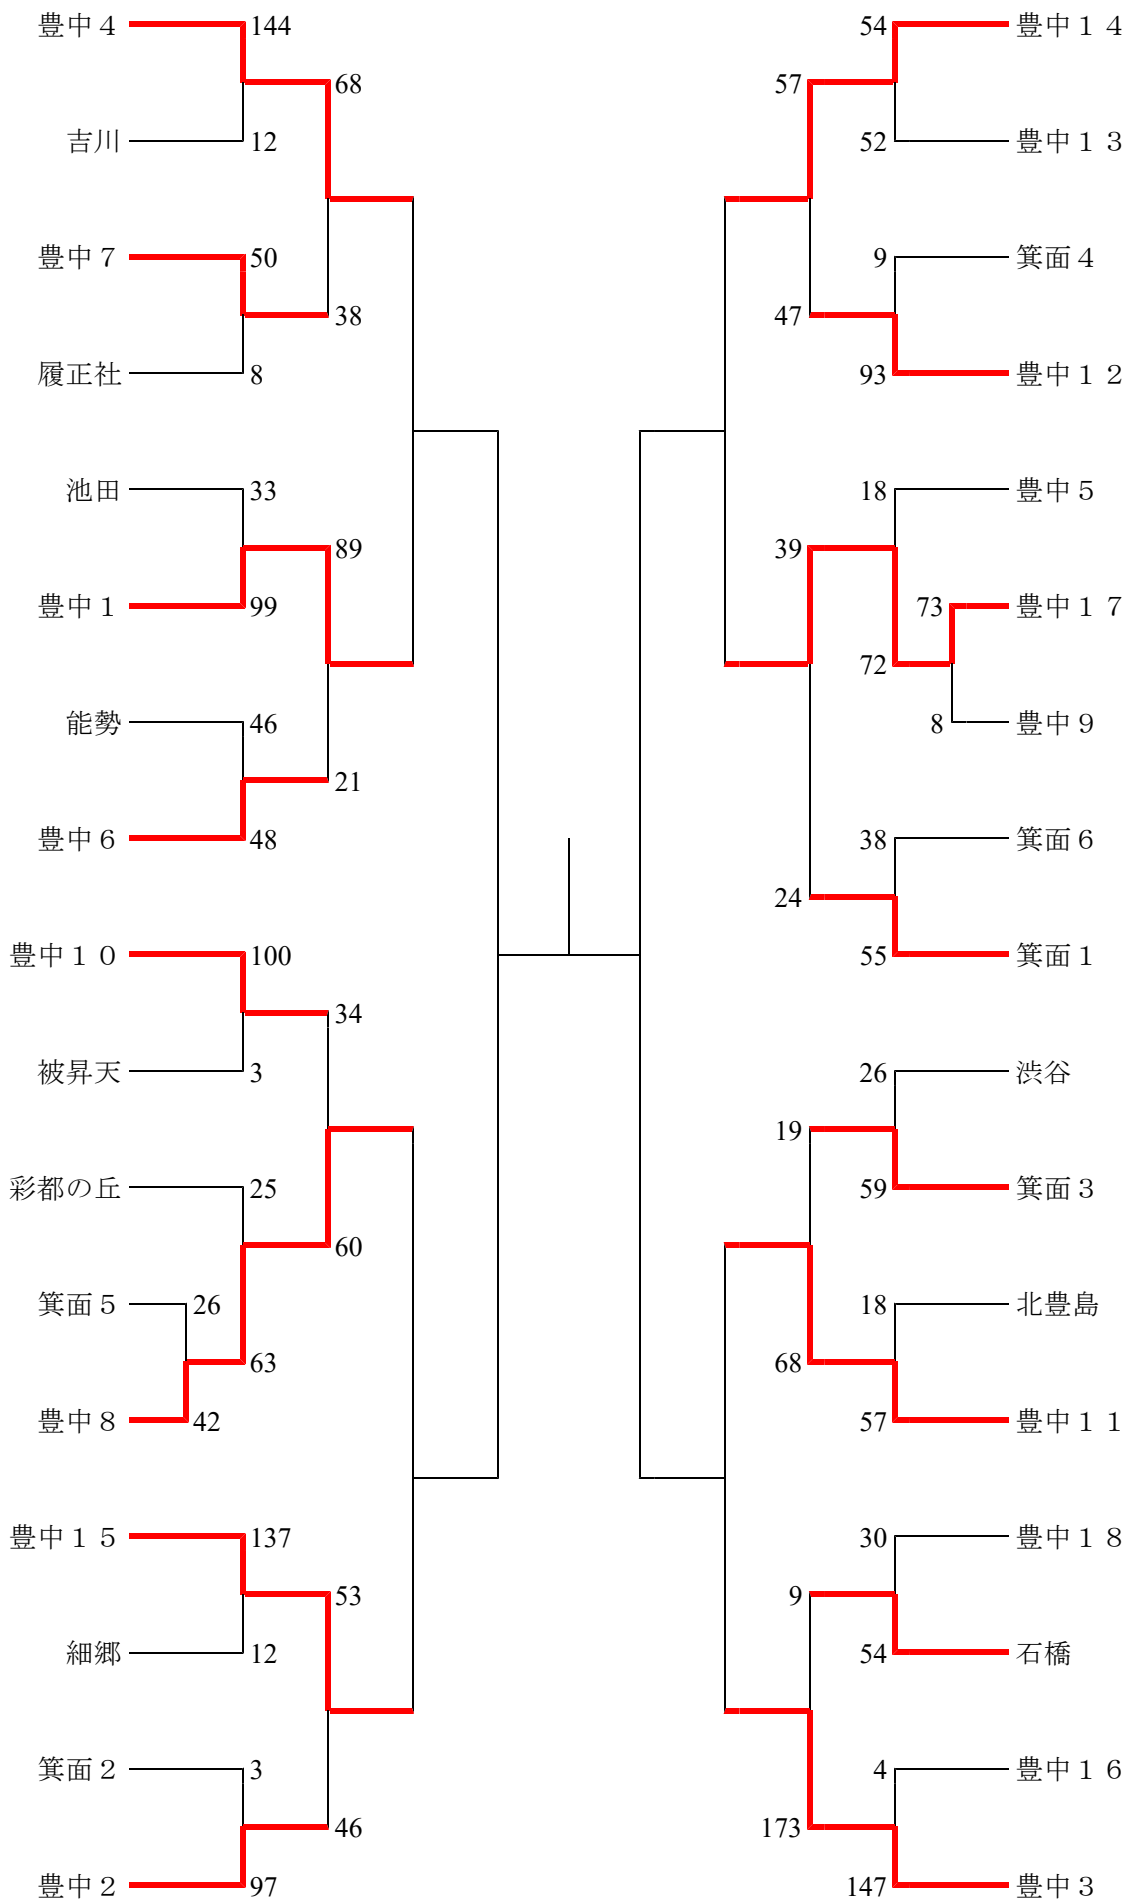 豊中４ 144 54 豊中１４
68 57
吉川 12 52 豊中１３
豊中７ 50 9 箕面４
38 47
履正社 8 93 豊中１２
池田 33 18 豊中５
89 39
豊中１ 99 73 豊中１７
72
能勢 46 8 豊中９
21
豊中６ 48 38 箕面６
24
豊中１０ 100 55 箕面１
34
被昇天 3 26 渋谷
19
彩都の丘 25 59 箕面３
60
箕面５ 26 18 北豊島
63 68
豊中８ 42 57 豊中１１
豊中１５ 137 30 豊中１８
53 9
細郷 12 54 石橋
箕面２ 3 4 豊中１６
46 173
豊中２ 97 147 豊中３